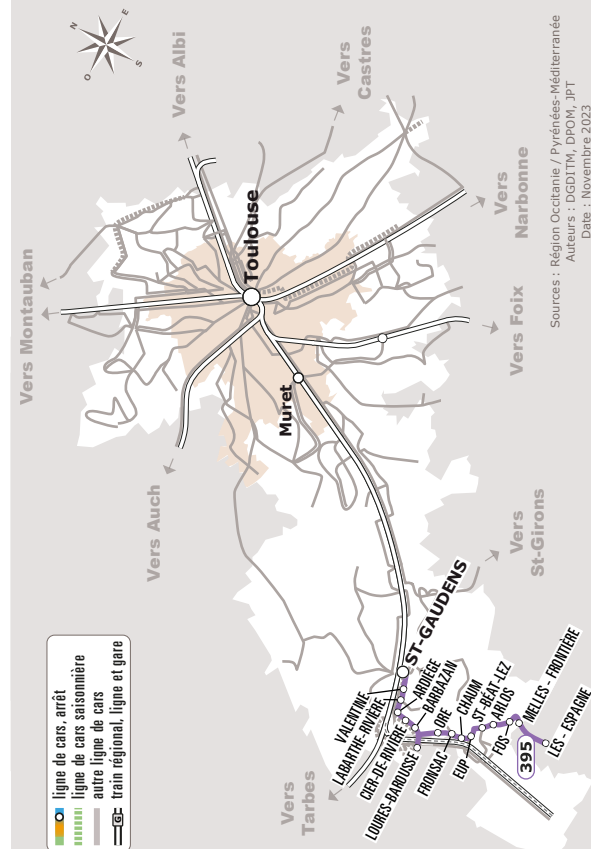 N
E
S
O
Vers Albi
Vers
Castres
Vers Montauban
Toulouse
Vers
Narbonne
Vers Foix
Muret
Vers Auch
Vers
St-Girons
ST-GAUDENS
VALENTINE
LABARTHE-RIVIÈRE
ARDIÈGE
BARBAZAN
CIER-DE-RIVIÈRE
LOURES-BAROUSSE
ORE
FRONSAC
CHAUM
EUP
ST-BÉAT-LEZ
ARLOS
FOS
MELLES - FRONTIÈRE
LES - ESPAGNE
395
Vers
Tarbes
ligne de cars, arrêt
ligne de cars saisonnière
autre ligne de cars
train régional, ligne et gare
G
Sources : Région Occitanie / Pyrénées-Méditerranée
Auteurs : DGDITM, DPOM, JPT
Date : Novembre 2023